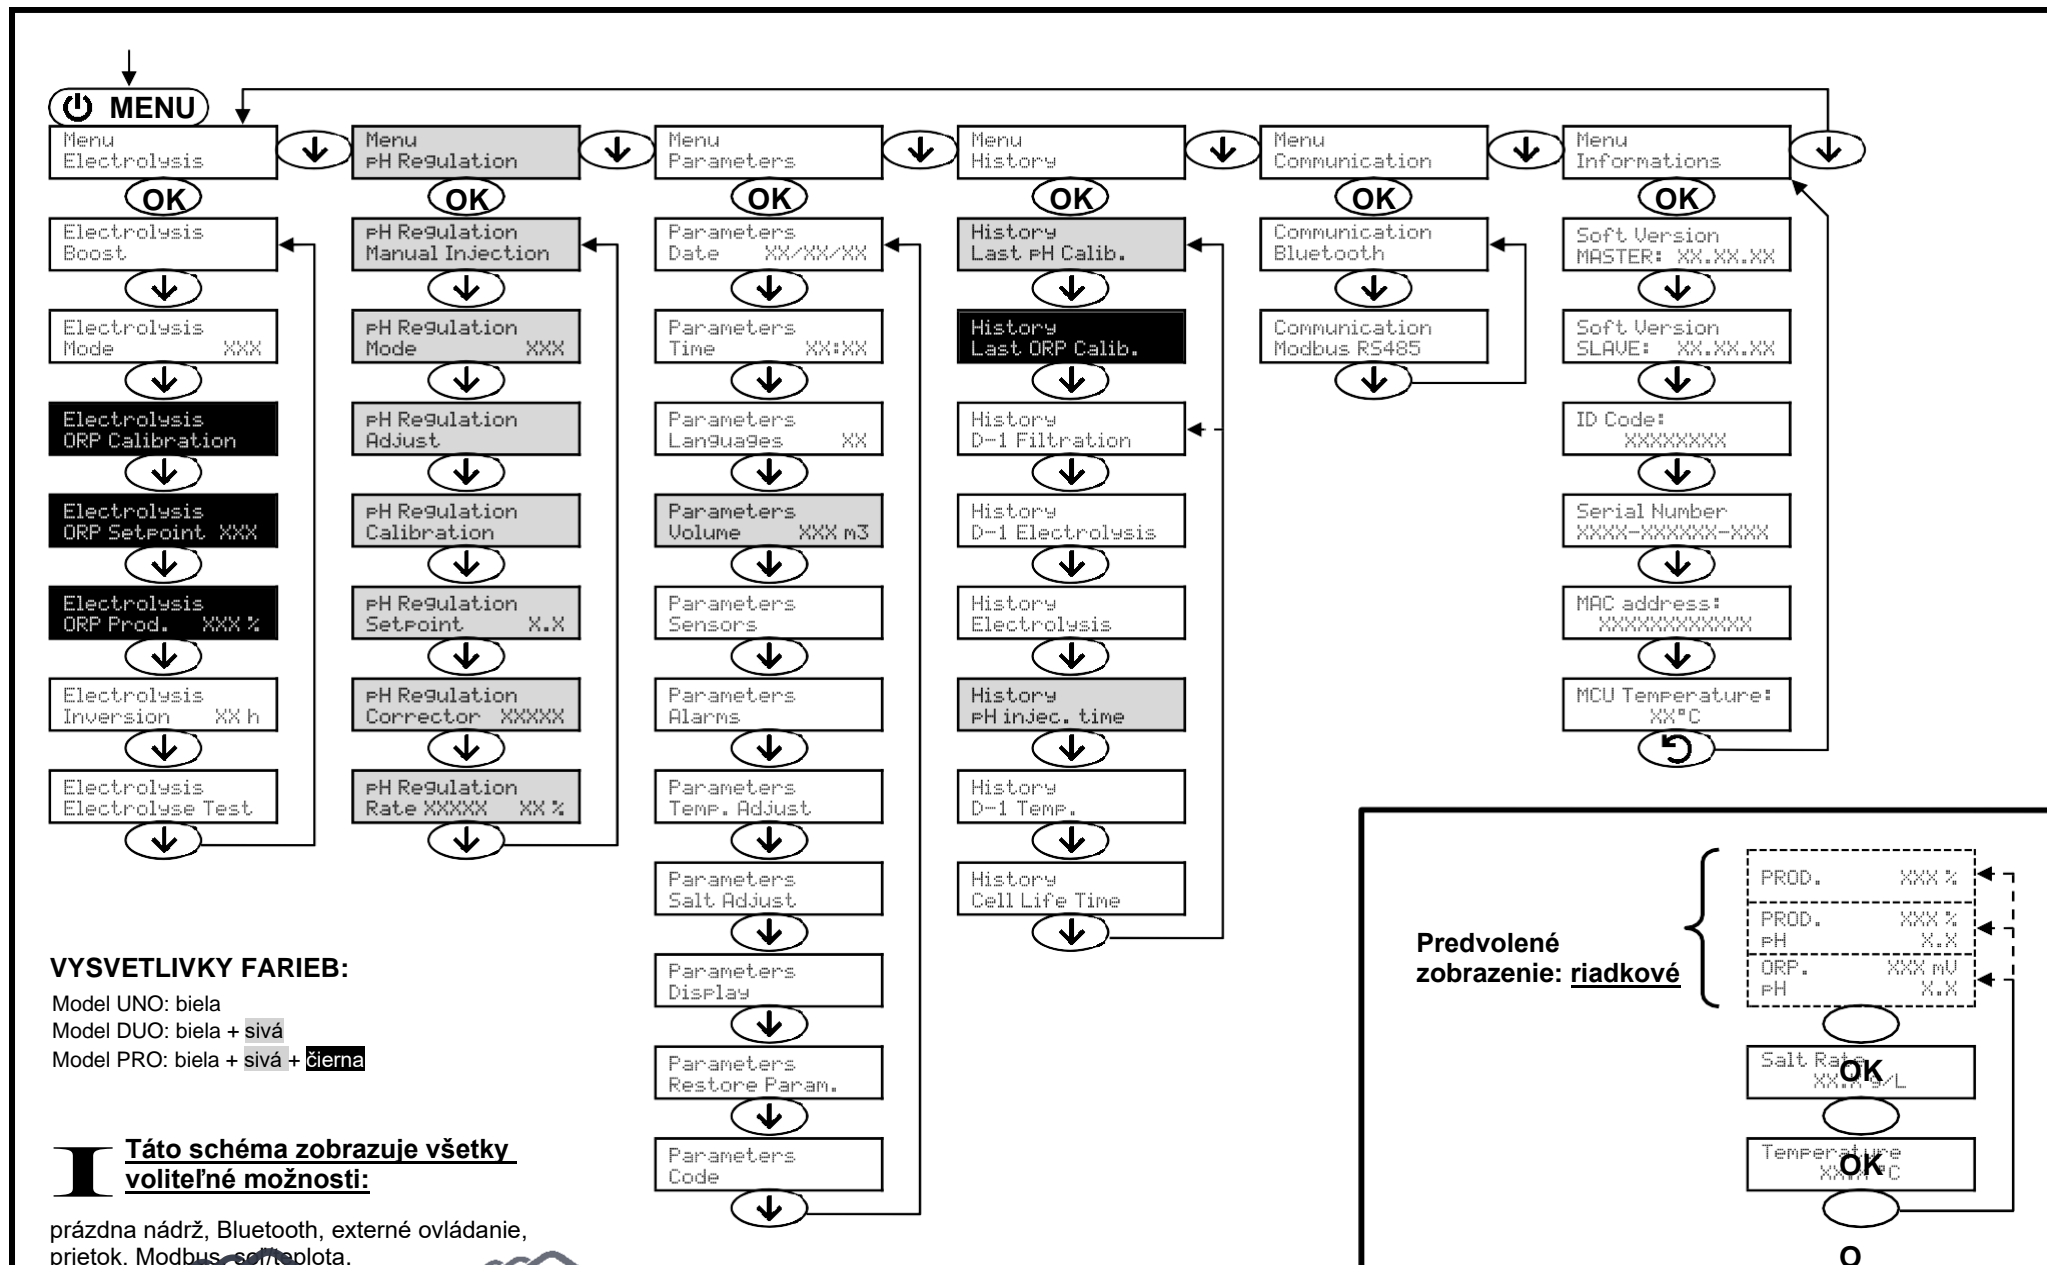 MENU
Menu
Electrolysis
OK
Electrolysis
Boost
Electrolysis
Mode XXX
Electrolysis
ORP Calibration
Electrolysis
ORP Setpoint XXX
Electrolysis
ORP Prod. XXX %
Electrolysis
Inversion XX h
Electrolysis
Electrolyse Test
Menu
pH Regulation
OK
pH Regulation
Manual Injection
pH Regulation
Mode XXX
pH Regulation
Adjust
pH Regulation
Calibration
pH Regulation
Setpoint X.X
pH Regulation
Corrector XXXXX
pH Regulation
Rate XXXXX XX %
Menu
Parameters
OK
Parameters
Date XX/XX/XX
Parameters
Time XX:XX
Parameters
Languages XX
Parameters
Volume XXX m3
Parameters
Sensors
Parameters
Alarms
Parameters
Temp. Adjust
Parameters
Salt Adjust
Parameters
Display
Parameters
Restore Param.
Parameters
Code
Menu
History
OK
History
Last pH Calib.
History
Last ORP Calib.
History
D-1 Filtration
History
D-1 Electrolysis
History
Electrolysis
History
pH injec. time
History
D-1 Temp.
History
Cell Life Time
Menu
Communication
OK
Communication
Bluetooth
Communication
Modbus RS485
Menu
Informations
OK
Soft Version
MASTER: XX.XX.XX
Soft Version
SLAVE: XX.XX.XX
ID Code:
XXXXXXXX
Serial Number
XXXX-XXXXXX-XXX
MAC address:
XXXXXXXXXXXX
MCU Temperature:
XX°C
VYSVETLIVKY FARIEB:
Model UNO: biela
Model DUO: biela + sivá
Model PRO: biela + sivá + čierna
I Táto schéma zobrazuje všetky
voliteľné možnosti:
prázdna nádrž, Bluetooth, externé ovládanie,
prietok, Modbus, soľ/teplota.
Predvolené
zobrazenie: riadkové
PROD. XXX %
PROD. XXX %
pH X.X
ORP. XXX mV
pH X.X
Salt Rate
XX.X g/L
OK
Temperature
XX.X °C
OK
O